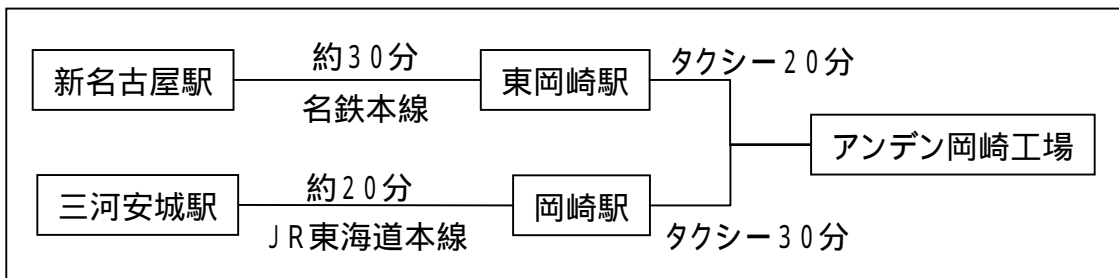 約30分
新名古屋駅
東岡崎駅
タクシー20分
名鉄本線
アンデン岡崎工場
約20分
三河安城駅
岡崎駅
JR東海道本線
タクシー30分